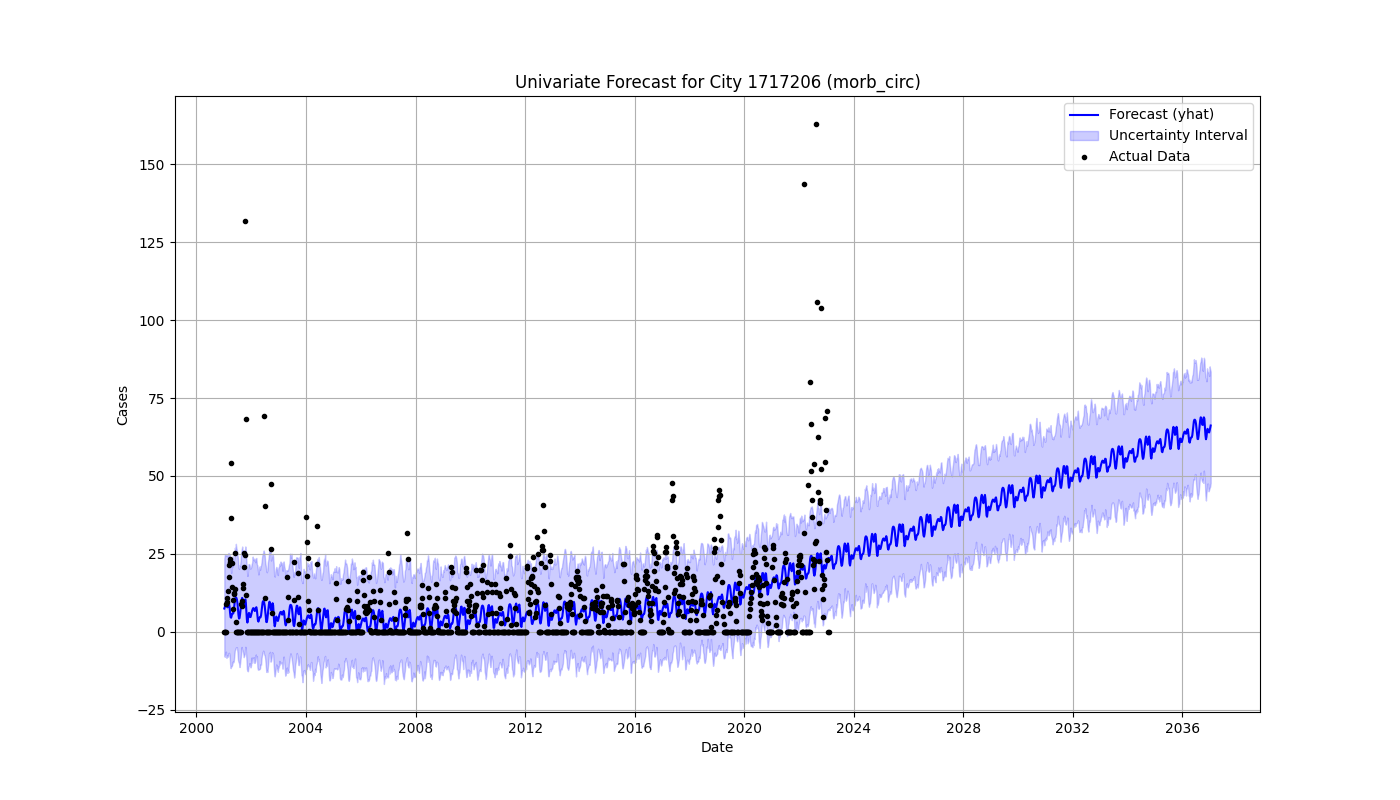 Univariate Forecast for City 1717206 (morb_circ)
Forecast (yhat)
Uncertainty Interval
Actual Data
150
125
100
75
50
25
0
−25
Cases
2000 2004 2008 2012 2016 2020 2024 2028 2032 2036
Date